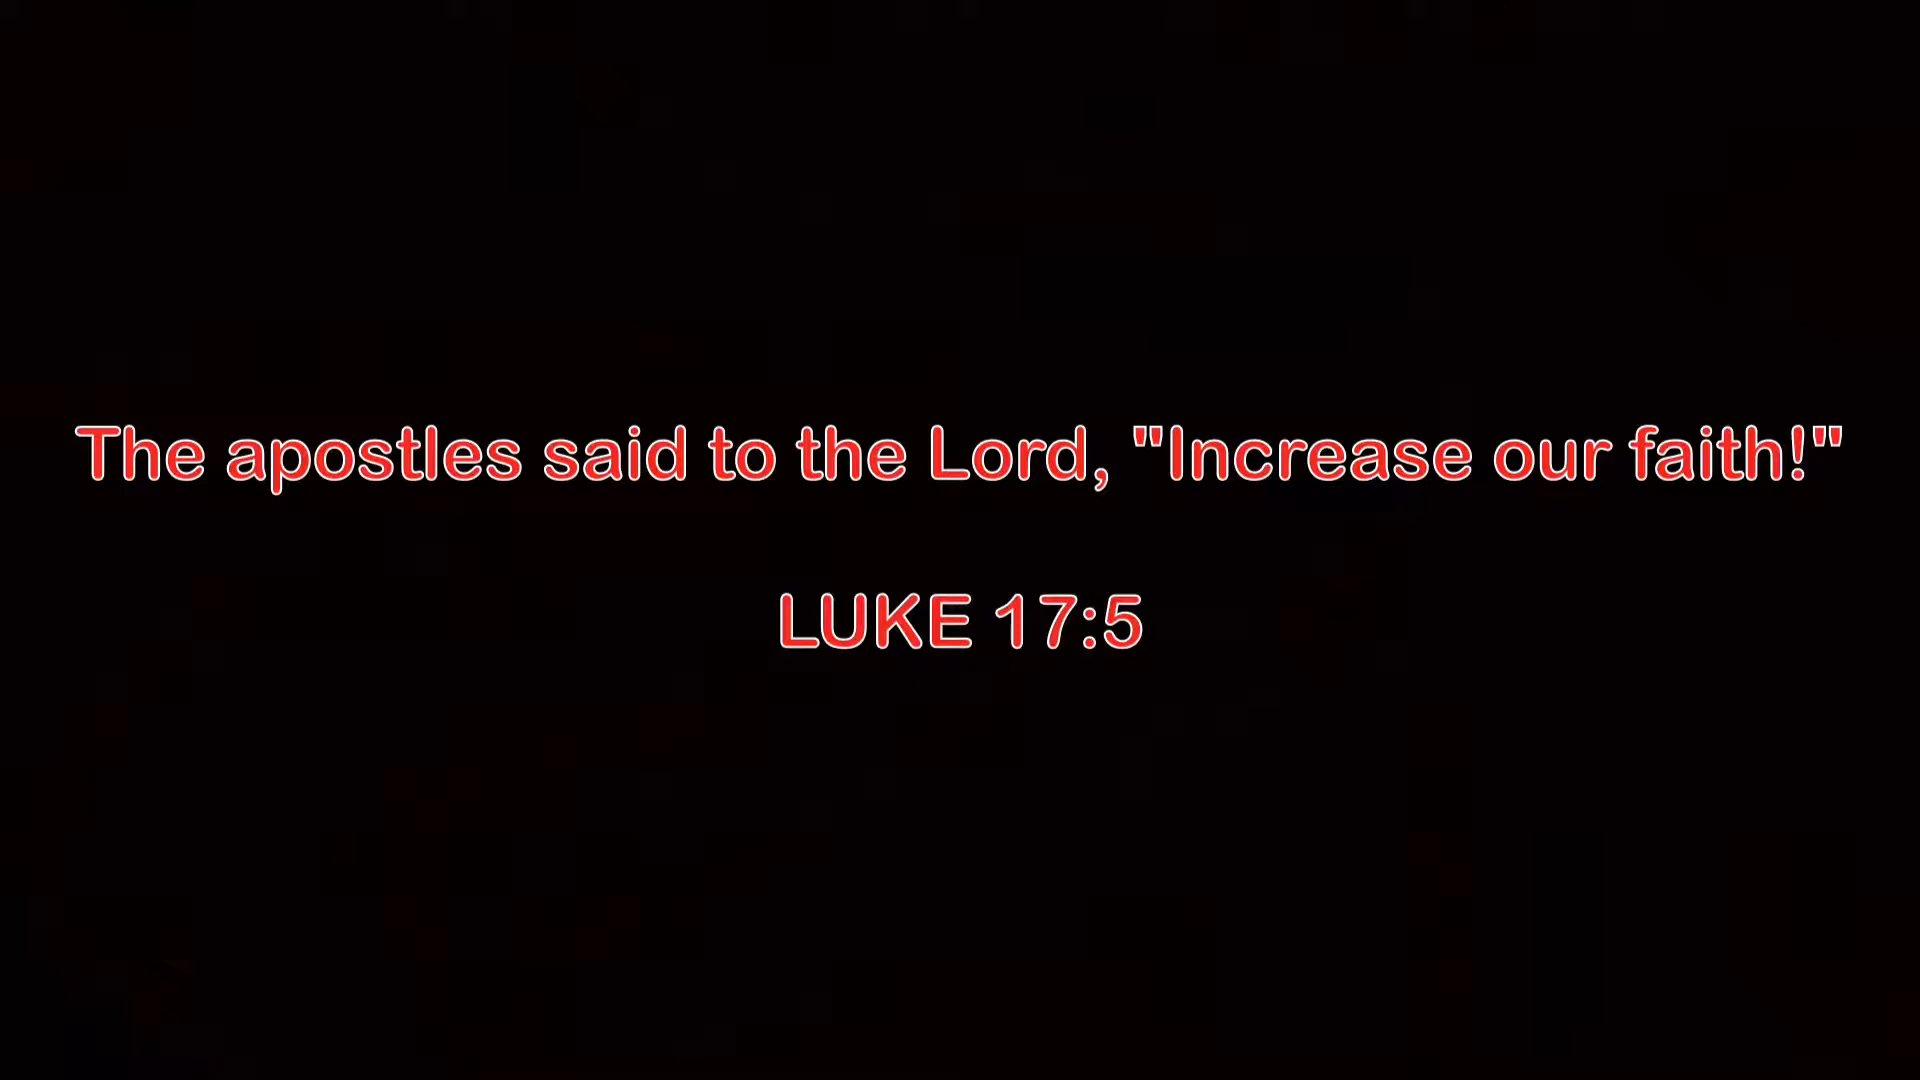 The apostles said to the Lord, "Increase our faith!"
LUKE 17:5